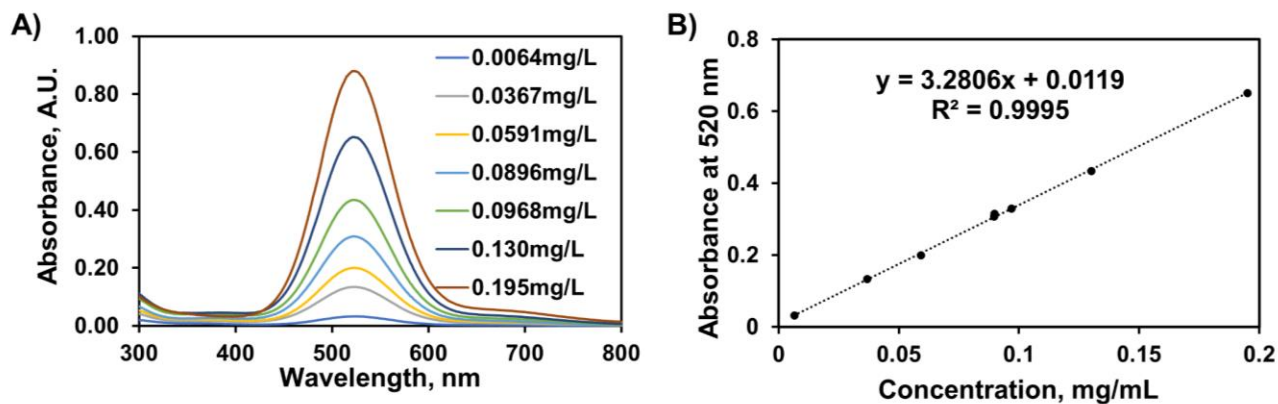 A)
Absorbance, A.U.
1.00
0.80
0.60
0.40
0.20
0.00
300
400
500
600
700
800
Wavelength, nm
0.0064mg/L
0.0367mg/L
0.0591mg/L
0.0896mg/L
0.0968mg/L
0.130mg/L
0.195mg/L
B)
Absorbance at 520 nm
0.8
0.6
0.4
0.2
0
0
0.05
0.1
0.15
0.2
Concentration, mg/mL
y = 3.2806x + 0.0119
R² = 0.9995